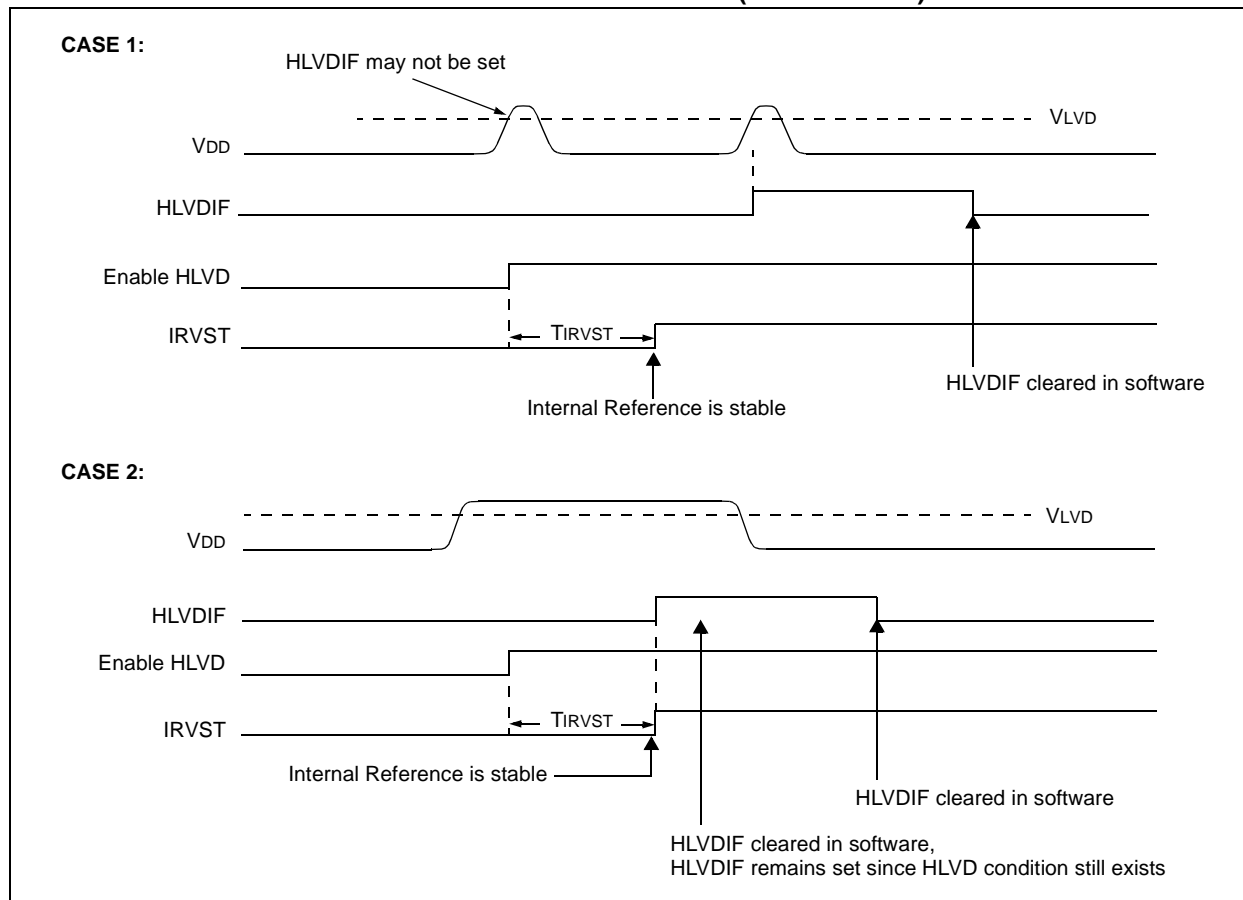 CASE 1:
HLVDIF may not be set
VLVD
VDD
HLVDIF
Enable HLVD
IRVST
TIRVST
HLVDIF cleared in software
Internal Reference is stable
CASE 2:
VLVD
VDD
HLVDIF
Enable HLVD
IRVST
TIRVST
Internal Reference is stable
HLVDIF cleared in software
HLVDIF cleared in software,
HLVDIF remains set since HLVD condition still exists